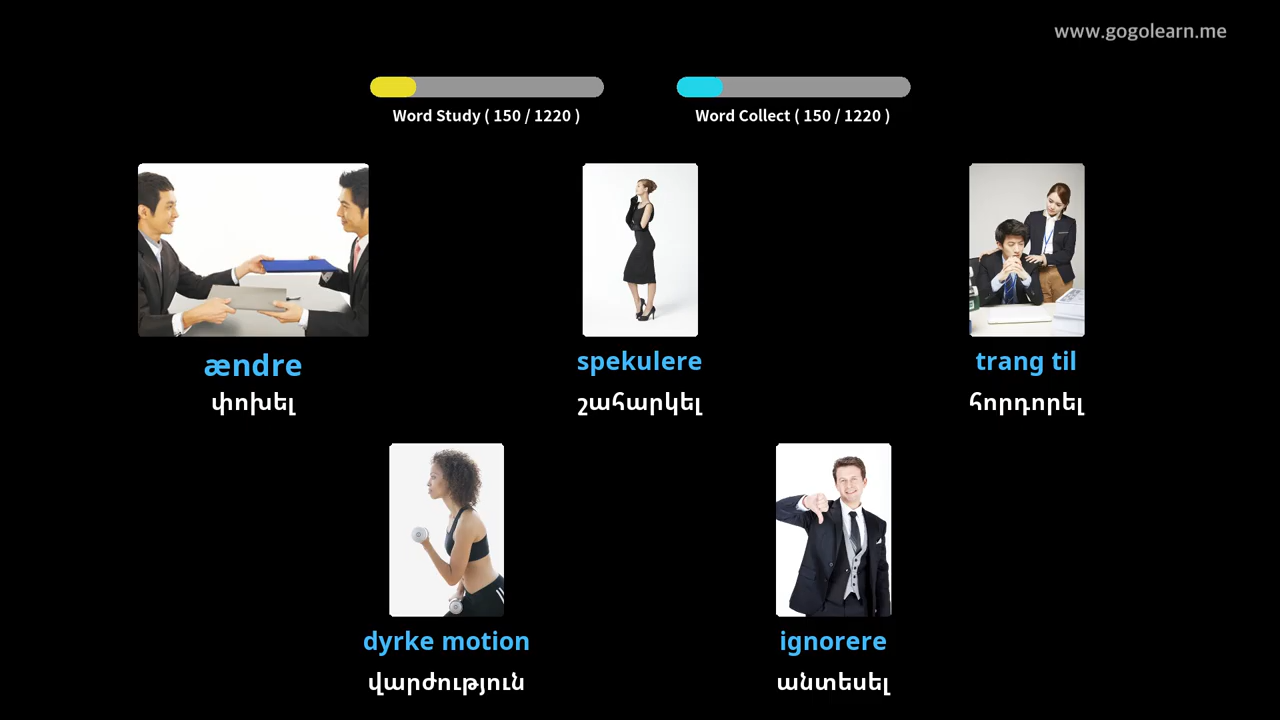 www.gogolearn.me
Word Study ( 150 / 1220 )
Word Collect ( 150 / 1220 )
ændre
փոխել
spekulere
շահարկել
trang til
հորդորել
dyrke motion
վարժություն
ignorere
անտեսել